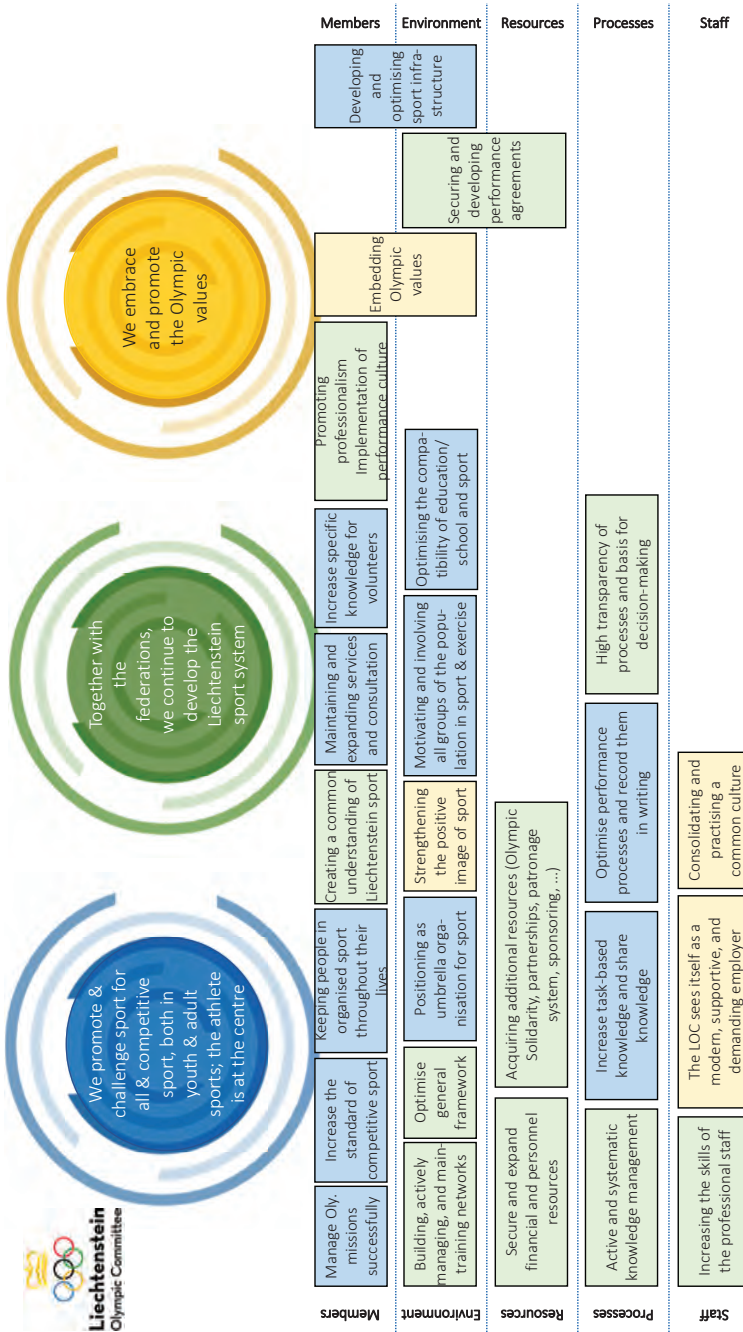 Liechtenstein
Olympic Committee
We promote &
challenge sport for
all & competitive
sport, both in
youth & adult
sports; the athlete
is at the centre
Together with
the
federations,
we continue to
develop the
Liechtenstein
sport system
We embrace
and promote
the Olympic
values
Members
Manage Oly.
missions
successfully
Increase the
standard of
competitive sport
Keeping people in
organised sport
throughout their
lives
Creating a common
understanding of
Liechtenstein sport
Maintaining and
expanding services
and consultation
Increase specific
knowledge for
volunteers
Promoting
professionalism
Implementation of
performance culture
Embedding
Olympic
values
Developing
and
optimising
sport infra-
structure
Members
Environment
Building, actively
managing, and main-
training networks
Optimise
general
framework
Positioning as
umbrella orga-
nisation for sport
Strengthening
the positive
image of sport
Motivating and involving
all groups of the popu-
lation in sport & exercise
Optimising the compa-
tibility of education/
school and sport
Securing and
developing
performance
agreements
Environment
Resources
Secure and expand
financial and personnel
resources
Acquiring additional resources (Olympic
Solidarity, partnerships, patronage
system, sponsoring, ...)
Resources
Processes
Active and systematic
knowledge management
Increase task-based
knowledge and share
knowledge
Optimise performance
processes and record them
in writing
High transparency of
processes and basis for
decision-making
Processes
Staff
Increasing the skills of
the professional staff
The LOC sees itself as a
modern, supportive, and
demanding employer
Consolidating and
practising a
common culture
Staff